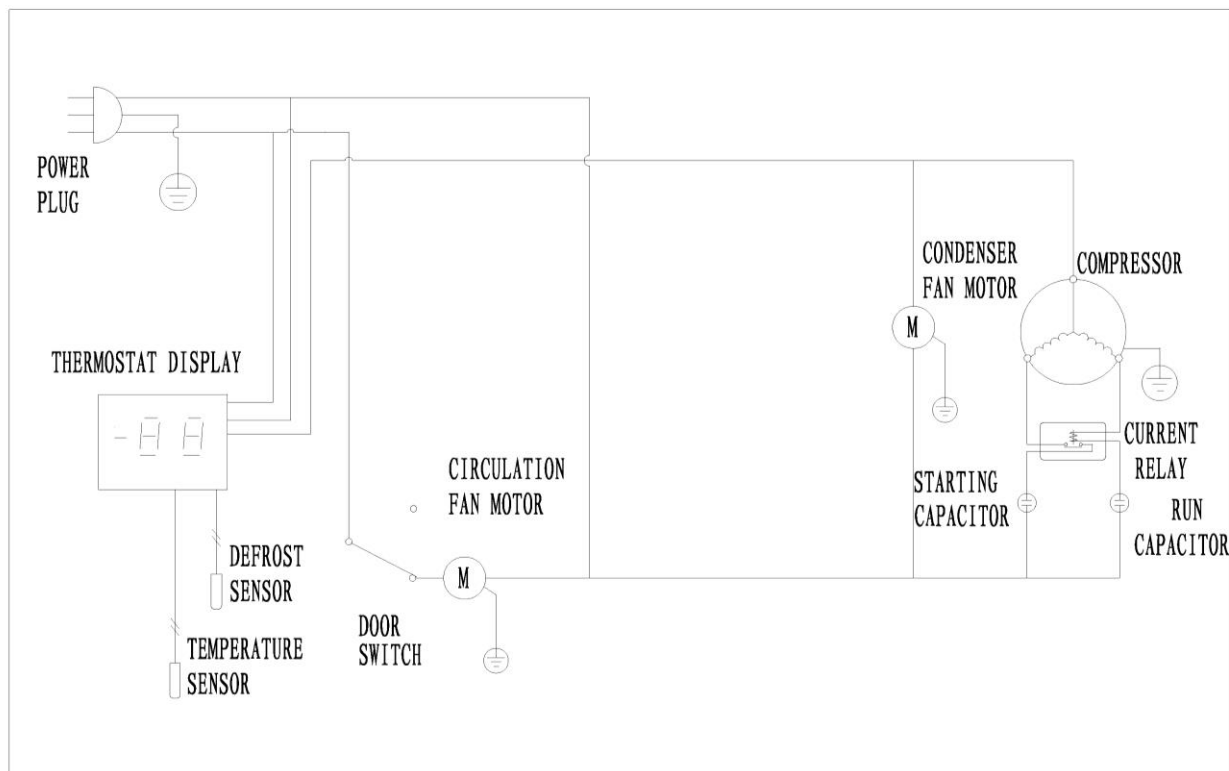 POWER
PLUG
THERMOSTAT DISPLAY
-88
DEFROST
SENSOR
TEMPERATURE
SENSOR
CIRCULATION
FAN MOTOR
DOOR
SWITCH
M
CONDENSER
FAN MOTOR
M
COMPRESSOR
CURRENT
RELAY
STARTING
CAPACITOR
RUN
CAPACITOR